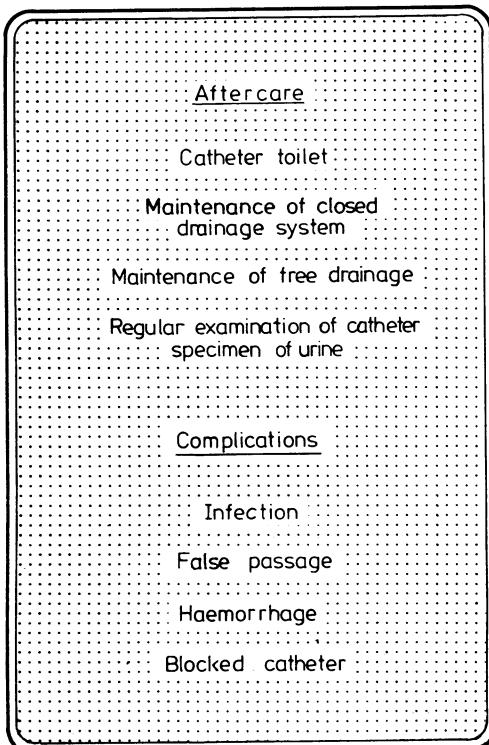 Aftercare
Catheter toilet
Maintenance of closed
drainage system
Maintenance of free drainage
Regular examination of catheter
specimen of urine
Complications
Infection
False passage
Haemorrhage
Blocked catheter